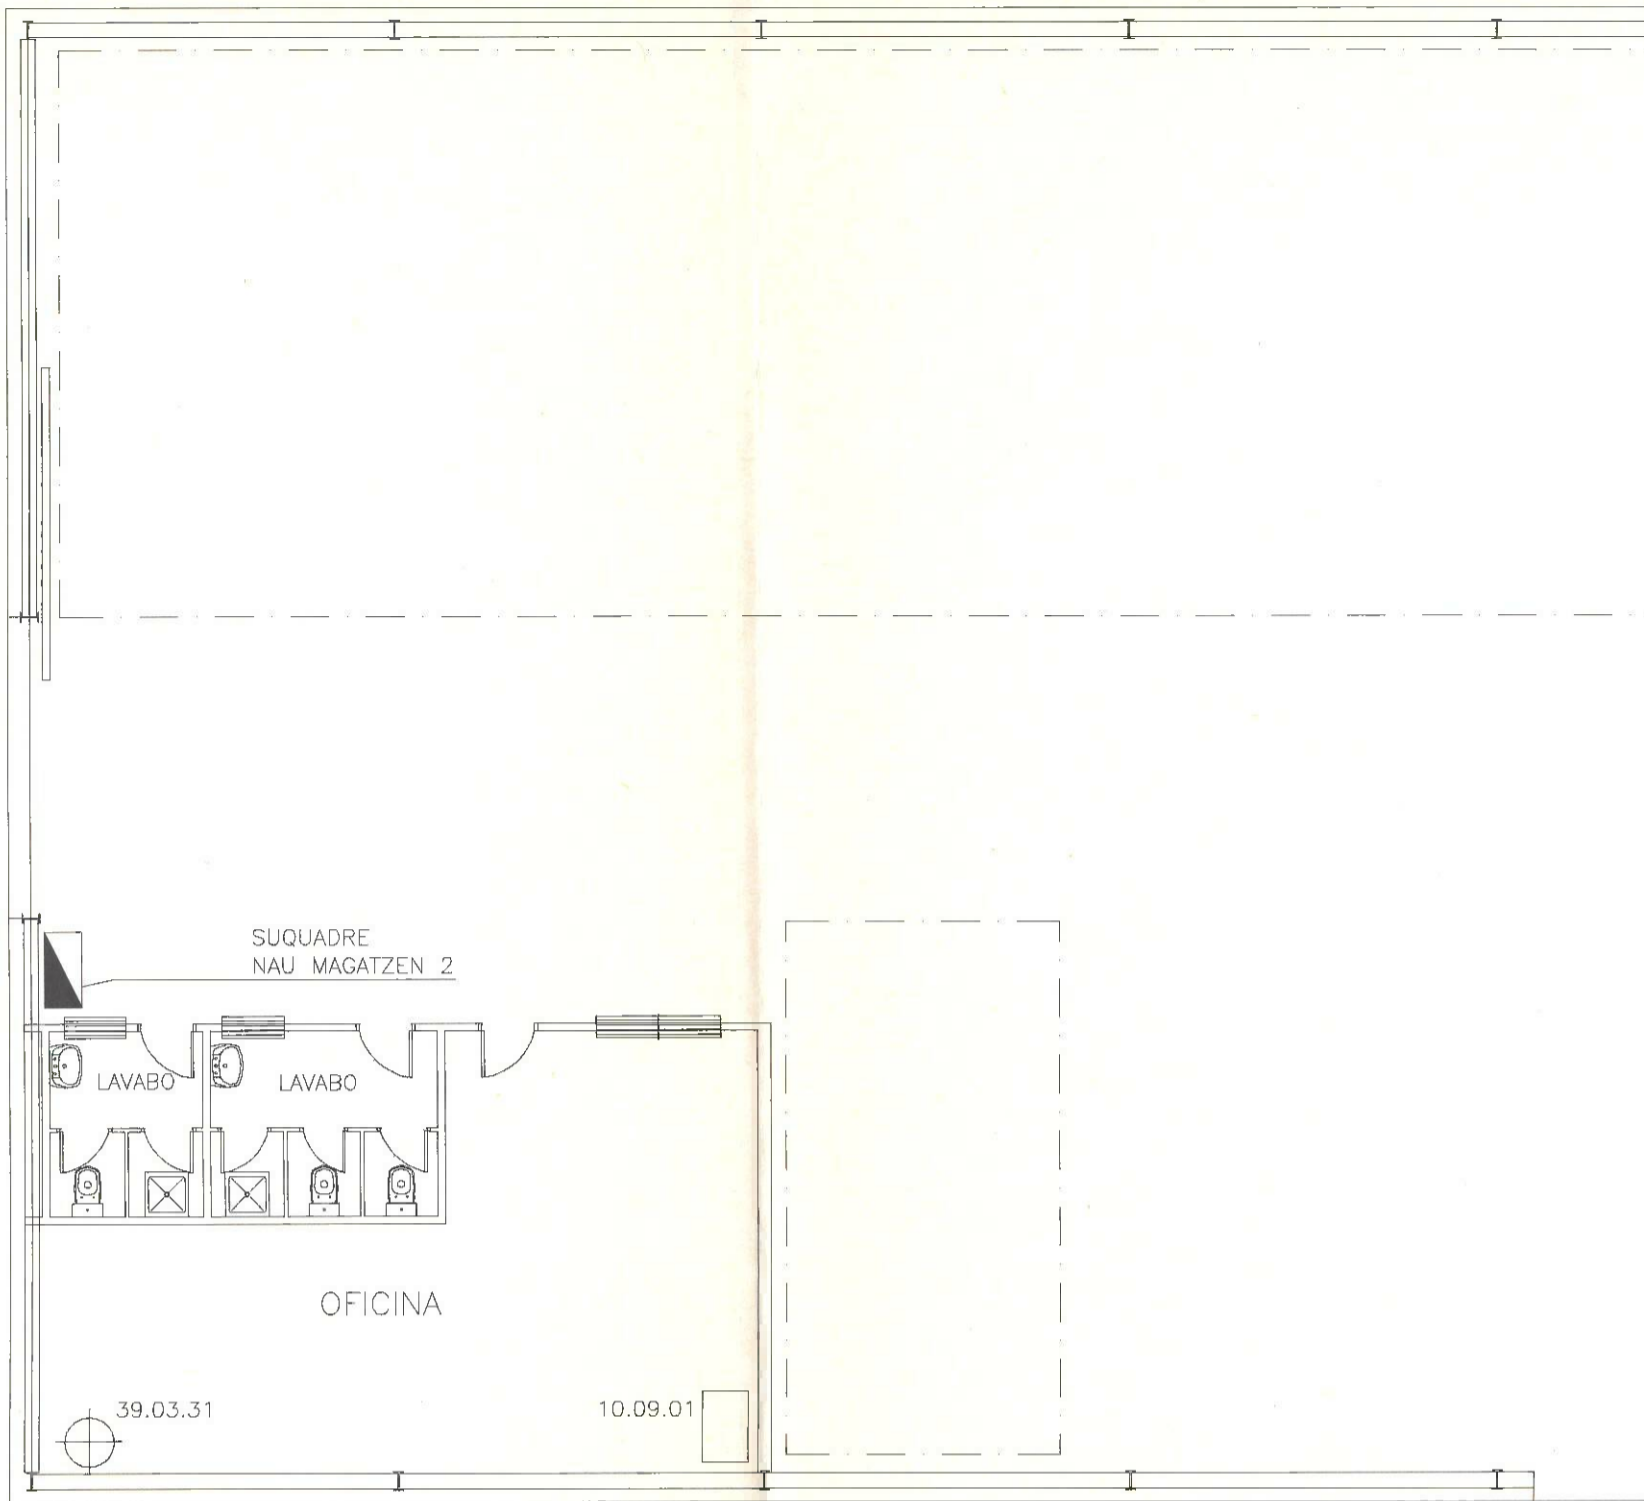 SUQUADRE
NAU MAGATZEN 2
LAVABO
LAVABO
OFICINA
39.03.31
10.09.01